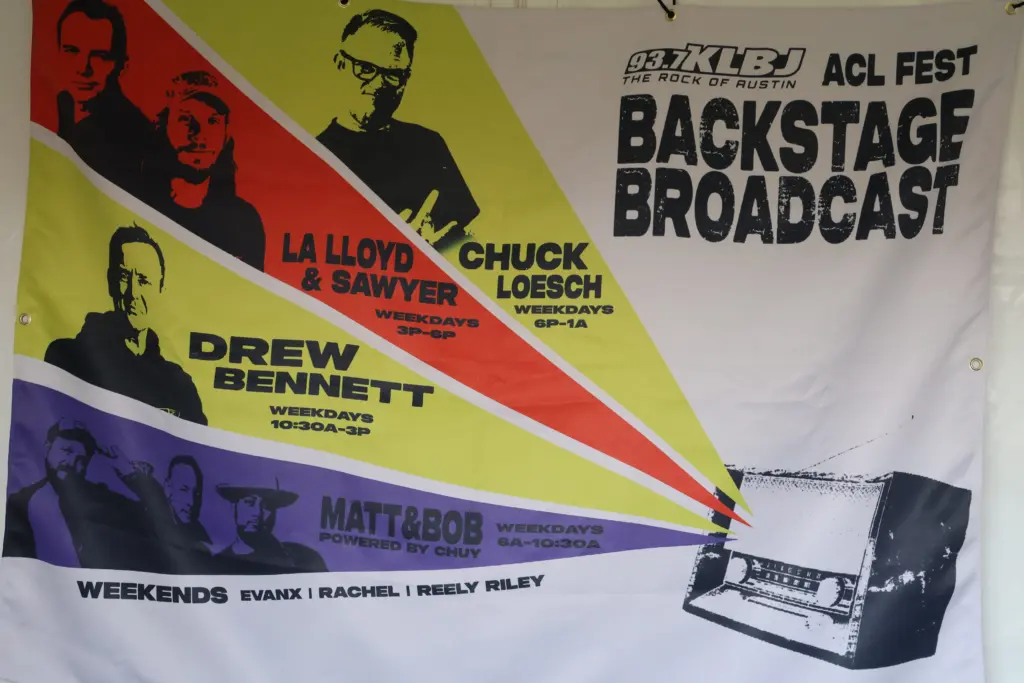 93.7 KLBJ
THE ROCK OF AUSTIN
ACL FEST
BACKSTAGE
BROADCAST
CHUCK
LOESCH
WEEKDAYS
6P-1A
LA LLOYD
& SAWYER
WEEKDAYS
3P-6P
DREW
BENNETT
WEEKDAYS
10:30A-3P
MATT&BOB
POWERED BY CHUY
WEEKDAYS
6A-10:30A
WEEKENDS EVANX | RACHEL | REELY RILEY